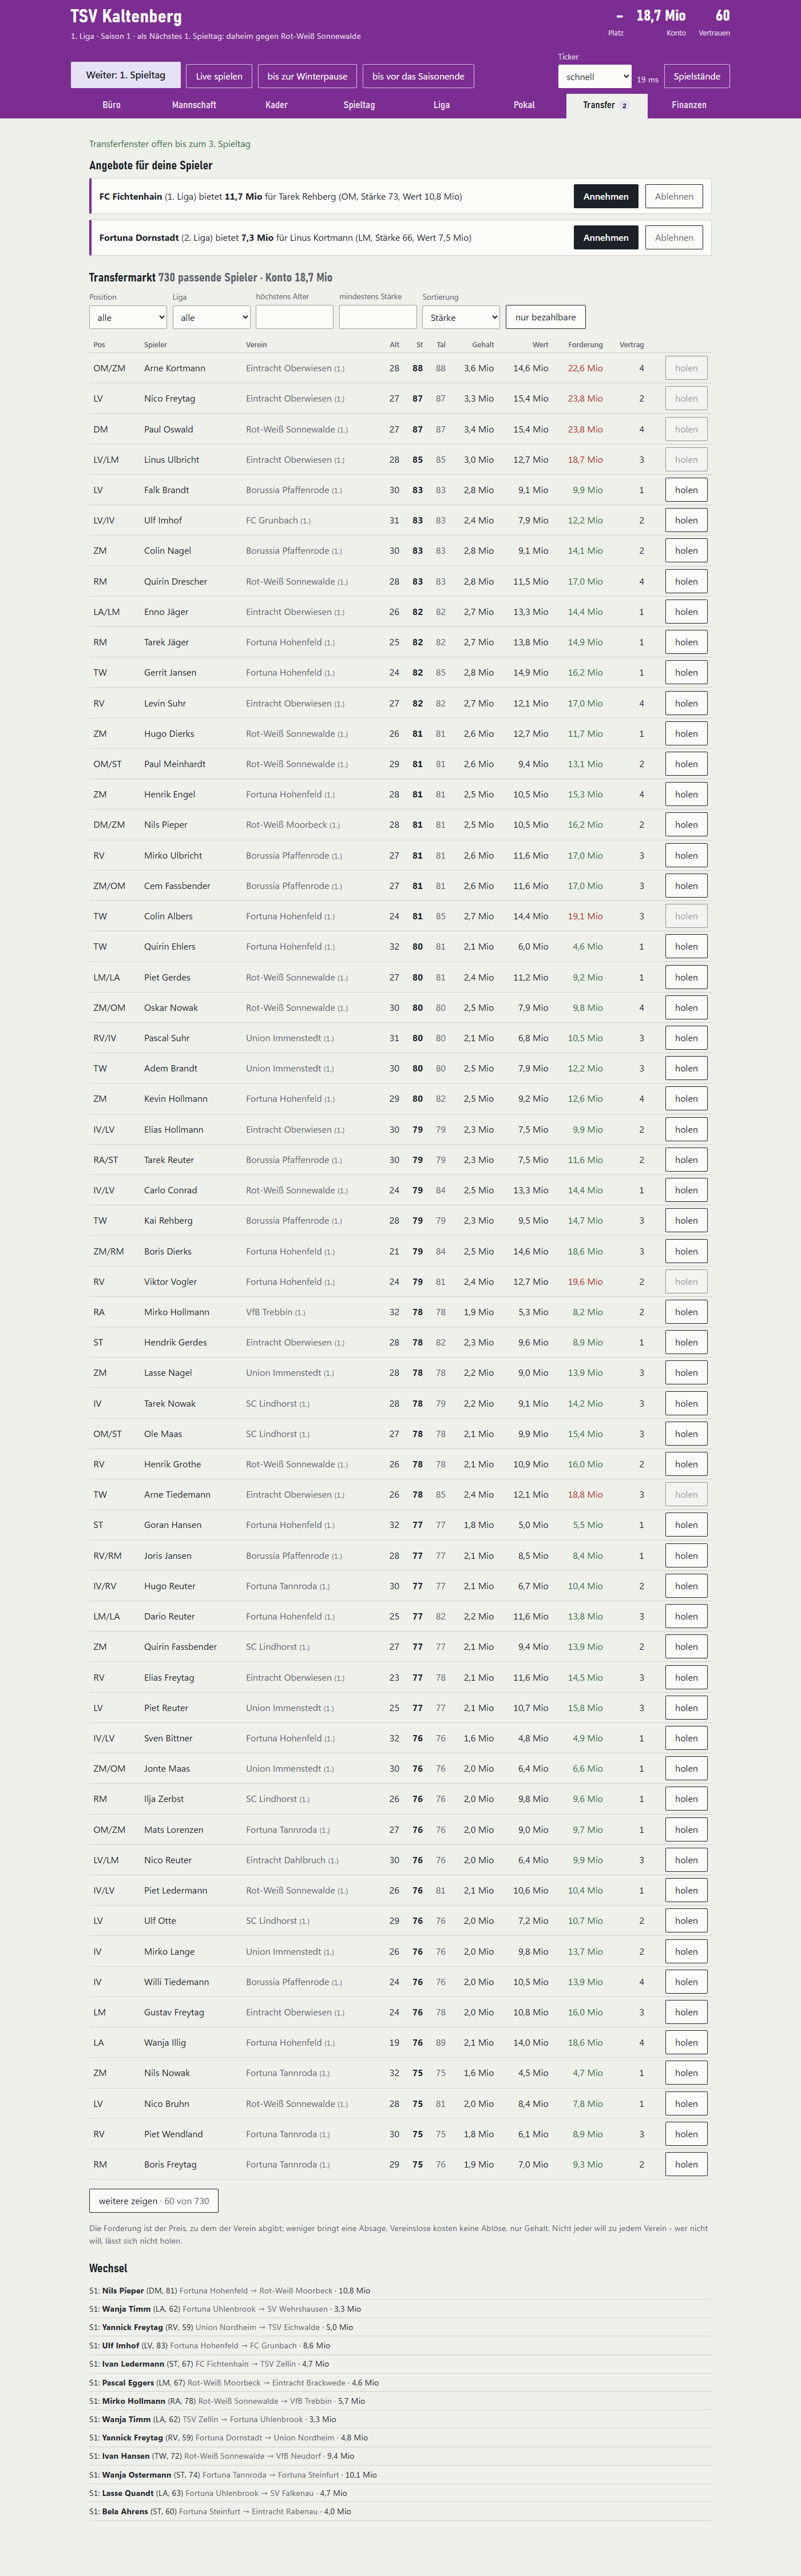 TSV Kaltenberg
1. Liga · Saison 1 · als Nächstes 1. Spieltag: daheim gegen Rot-Weiß Sonnewalde
– 18,7 Mio 60
Platz Konto Vertrauen
Weiter: 1. Spieltag Live spielen bis zur Winterpause bis vor das Saisonende
Ticker
schnell 19 ms Spielstände
Büro Mannschaft Kader Spieltag Liga Pokal Transfer 2 Finanzen
Transferfenster offen bis zum 3. Spieltag
Angebote für deine Spieler
FC Fichtenhain (1. Liga) bietet 11,7 Mio für Tarek Rehberg (OM, Stärke 73, Wert 10,8 Mio) Annehmen Ablehnen
Fortuna Dornstadt (2. Liga) bietet 7,3 Mio für Linus Kortmann (LM, Stärke 66, Wert 7,5 Mio) Annehmen Ablehnen
Transfermarkt 730 passende Spieler · Konto 18,7 Mio
Position Liga höchstens Alter mindestens Stärke Sortierung
alle alle Stärke nur bezahlbare
Pos Spieler Verein Alt St Tal Gehalt Wert Forderung Vertrag
OM/ZM Arne Kortmann Eintracht Oberwiesen (1.) 28 88 88 3,6 Mio 14,6 Mio 22,6 Mio 4 holen
LV Nico Freytag Eintracht Oberwiesen (1.) 27 87 87 3,3 Mio 15,4 Mio 23,8 Mio 2 holen
DM Paul Oswald Rot-Weiß Sonnewalde (1.) 27 87 87 3,4 Mio 15,4 Mio 23,8 Mio 4 holen
LV/LM Linus Ulbricht Eintracht Oberwiesen (1.) 28 85 85 3,0 Mio 12,7 Mio 18,7 Mio 3 holen
LV Falk Brandt Borussia Pfaffenrode (1.) 30 83 83 2,8 Mio 9,1 Mio 9,9 Mio 1 holen
LV/IV Ulf Imhof FC Grunbach (1.) 31 83 83 2,4 Mio 7,9 Mio 12,2 Mio 2 holen
ZM Colin Nagel Borussia Pfaffenrode (1.) 30 83 83 2,8 Mio 9,1 Mio 14,1 Mio 2 holen
RM Quirin Drescher Rot-Weiß Sonnewalde (1.) 28 83 83 2,8 Mio 11,5 Mio 17,0 Mio 4 holen
LA/LM Enno Jäger Eintracht Oberwiesen (1.) 26 82 82 2,7 Mio 13,3 Mio 14,4 Mio 1 holen
RM Tarek Jäger Fortuna Hohenfeld (1.) 25 82 82 2,7 Mio 13,8 Mio 14,9 Mio 1 holen
TW Gerrit Jansen Fortuna Hohenfeld (1.) 24 82 85 2,8 Mio 14,9 Mio 16,2 Mio 1 holen
RV Levin Suhr Eintracht Oberwiesen (1.) 27 82 82 2,7 Mio 12,1 Mio 17,0 Mio 4 holen
ZM Hugo Dierks Rot-Weiß Sonnewalde (1.) 26 81 81 2,6 Mio 12,7 Mio 11,7 Mio 1 holen
OM/ST Paul Meinhardt Rot-Weiß Sonnewalde (1.) 29 81 81 2,6 Mio 9,4 Mio 13,1 Mio 2 holen
ZM Henrik Engel Fortuna Hohenfeld (1.) 28 81 81 2,5 Mio 10,5 Mio 15,3 Mio 4 holen
DM/ZM Nils Pieper Rot-Weiß Moorbeck (1.) 28 81 81 2,5 Mio 10,5 Mio 16,2 Mio 2 holen
RV Mirko Ulbricht Borussia Pfaffenrode (1.) 27 81 81 2,6 Mio 11,6 Mio 17,0 Mio 3 holen
ZM/OM Cem Fassbender Borussia Pfaffenrode (1.) 27 81 81 2,6 Mio 11,6 Mio 17,0 Mio 3 holen
TW Colin Albers Fortuna Hohenfeld (1.) 24 81 85 2,7 Mio 14,4 Mio 19,1 Mio 3 holen
TW Quirin Ehlers Fortuna Hohenfeld (1.) 32 80 81 2,1 Mio 6,0 Mio 4,6 Mio 1 holen
LM/LA Piet Gerdes Rot-Weiß Sonnewalde (1.) 27 80 81 2,4 Mio 11,2 Mio 9,2 Mio 1 holen
ZM/OM Oskar Nowak Rot-Weiß Sonnewalde (1.) 30 80 80 2,5 Mio 7,9 Mio 9,8 Mio 4 holen
RV/IV Pascal Suhr Union Immenstedt (1.) 31 80 80 2,1 Mio 6,8 Mio 10,5 Mio 3 holen
TW Adem Brandt Union Immenstedt (1.) 30 80 80 2,5 Mio 7,9 Mio 12,2 Mio 3 holen
ZM Kevin Hollmann Fortuna Hohenfeld (1.) 29 80 82 2,5 Mio 9,2 Mio 12,6 Mio 4 holen
IV/LV Elias Hollmann Eintracht Oberwiesen (1.) 30 79 79 2,3 Mio 7,5 Mio 9,9 Mio 2 holen
RA/ST Tarek Reuter Borussia Pfaffenrode (1.) 30 79 79 2,3 Mio 7,5 Mio 11,6 Mio 2 holen
IV/LV Carlo Conrad Rot-Weiß Sonnewalde (1.) 24 79 84 2,5 Mio 13,3 Mio 14,4 Mio 1 holen
TW Kai Rehberg Borussia Pfaffenrode (1.) 28 79 79 2,3 Mio 9,5 Mio 14,7 Mio 3 holen
ZM/RM Boris Dierks Fortuna Hohenfeld (1.) 21 79 84 2,5 Mio 14,6 Mio 18,6 Mio 3 holen
RV Viktor Vogler Fortuna Hohenfeld (1.) 24 79 81 2,4 Mio 12,7 Mio 19,6 Mio 2 holen
RA Mirko Hollmann VfB Trebbin (1.) 32 78 78 1,9 Mio 5,3 Mio 8,2 Mio 2 holen
ST Hendrik Gerdes Eintracht Oberwiesen (1.) 28 78 82 2,3 Mio 9,6 Mio 8,9 Mio 1 holen
ZM Lasse Nagel Union Immenstedt (1.) 28 78 78 2,2 Mio 9,0 Mio 13,9 Mio 3 holen
IV Tarek Nowak SC Lindhorst (1.) 28 78 79 2,2 Mio 9,1 Mio 14,2 Mio 3 holen
OM/ST Ole Maas SC Lindhorst (1.) 27 78 78 2,1 Mio 9,9 Mio 15,4 Mio 3 holen
RV Henrik Grothe Rot-Weiß Sonnewalde (1.) 26 78 78 2,1 Mio 10,9 Mio 16,0 Mio 2 holen
TW Arne Tiedemann Eintracht Oberwiesen (1.) 26 78 85 2,4 Mio 12,1 Mio 18,8 Mio 3 holen
ST Goran Hansen Fortuna Hohenfeld (1.) 32 77 77 1,8 Mio 5,0 Mio 5,5 Mio 1 holen
RV/RM Joris Jansen Borussia Pfaffenrode (1.) 28 77 77 2,1 Mio 8,5 Mio 8,4 Mio 1 holen
IV/RV Hugo Reuter Fortuna Tannroda (1.) 30 77 77 2,1 Mio 6,7 Mio 10,4 Mio 2 holen
LM/LA Dario Reuter Fortuna Hohenfeld (1.) 25 77 82 2,2 Mio 11,6 Mio 13,8 Mio 3 holen
ZM Quirin Fassbender SC Lindhorst (1.) 27 77 77 2,1 Mio 9,4 Mio 13,9 Mio 2 holen
RV Elias Freytag Eintracht Oberwiesen (1.) 23 77 78 2,1 Mio 11,6 Mio 14,5 Mio 3 holen
LV Piet Reuter Union Immenstedt (1.) 25 77 77 2,1 Mio 10,7 Mio 15,8 Mio 3 holen
IV/LV Sven Bittner Fortuna Hohenfeld (1.) 32 76 76 1,6 Mio 4,8 Mio 4,9 Mio 1 holen
ZM/OM Jonte Maas Union Immenstedt (1.) 30 76 76 2,0 Mio 6,4 Mio 6,6 Mio 1 holen
RM Ilja Zerbst SC Lindhorst (1.) 26 76 76 2,0 Mio 9,8 Mio 9,6 Mio 1 holen
OM/ZM Mats Lorenzen Fortuna Tannroda (1.) 27 76 76 2,0 Mio 9,0 Mio 9,7 Mio 1 holen
LV/LM Nico Reuter Eintracht Dahlbruch (1.) 30 76 76 2,0 Mio 6,4 Mio 9,9 Mio 3 holen
IV/LV Piet Ledermann Rot-Weiß Sonnewalde (1.) 26 76 81 2,1 Mio 10,6 Mio 10,4 Mio 1 holen
LV Ulf Otte SC Lindhorst (1.) 29 76 76 2,0 Mio 7,2 Mio 10,7 Mio 2 holen
IV Mirko Lange Union Immenstedt (1.) 26 76 76 2,0 Mio 9,8 Mio 13,7 Mio 2 holen
IV Willi Tiedemann Borussia Pfaffenrode (1.) 24 76 76 2,0 Mio 10,5 Mio 13,9 Mio 4 holen
LM Gustav Freytag Eintracht Oberwiesen (1.) 24 76 78 2,0 Mio 10,8 Mio 16,0 Mio 3 holen
LA Wanja Illig Fortuna Hohenfeld (1.) 19 76 89 2,1 Mio 14,0 Mio 18,6 Mio 4 holen
ZM Nils Nowak Fortuna Tannroda (1.) 32 75 75 1,6 Mio 4,5 Mio 4,7 Mio 1 holen
LV Nico Bruhn Rot-Weiß Sonnewalde (1.) 28 75 81 2,0 Mio 8,4 Mio 7,8 Mio 1 holen
RV Piet Wendland Fortuna Tannroda (1.) 30 75 75 1,8 Mio 6,1 Mio 8,9 Mio 3 holen
RM Boris Freytag Fortuna Tannroda (1.) 29 75 76 1,9 Mio 7,0 Mio 9,3 Mio 2 holen
weitere zeigen · 60 von 730
Die Forderung ist der Preis, zu dem der Verein abgibt; weniger bringt eine Absage. Vereinslose kosten keine Ablöse, nur Gehalt. Nicht jeder will zu jedem Verein - wer nicht
will, lässt sich nicht holen.
Wechsel
S1: Nils Pieper (DM, 81) Fortuna Hohenfeld → Rot-Weiß Moorbeck · 10,8 Mio
S1: Wanja Timm (LA, 62) Fortuna Uhlenbrook → SV Wehrshausen · 3,3 Mio
S1: Yannick Freytag (RV, 59) Union Nordheim → TSV Eichwalde · 5,0 Mio
S1: Ulf Imhof (LV, 83) Fortuna Hohenfeld → FC Grunbach · 8,6 Mio
S1: Ivan Ledermann (ST, 67) FC Fichtenhain → TSV Zellin · 4,7 Mio
S1: Pascal Eggers (LM, 67) Rot-Weiß Moorbeck → Eintracht Brackwede · 4,6 Mio
S1: Mirko Hollmann (RA, 78) Rot-Weiß Sonnewalde → VfB Trebbin · 5,7 Mio
S1: Wanja Timm (LA, 62) TSV Zellin → Fortuna Uhlenbrook · 3,3 Mio
S1: Yannick Freytag (RV, 59) Fortuna Dornstadt → Union Nordheim · 4,8 Mio
S1: Ivan Hansen (TW, 72) Rot-Weiß Sonnewalde → VfB Neudorf · 9,4 Mio
S1: Wanja Ostermann (ST, 74) Fortuna Tannroda → Fortuna Steinfurt · 10,1 Mio
S1: Lasse Quandt (LA, 63) Fortuna Uhlenbrook → SV Falkenau · 4,7 Mio
S1: Bela Ahrens (ST, 60) Fortuna Steinfurt → Eintracht Rabenau · 4,0 Mio